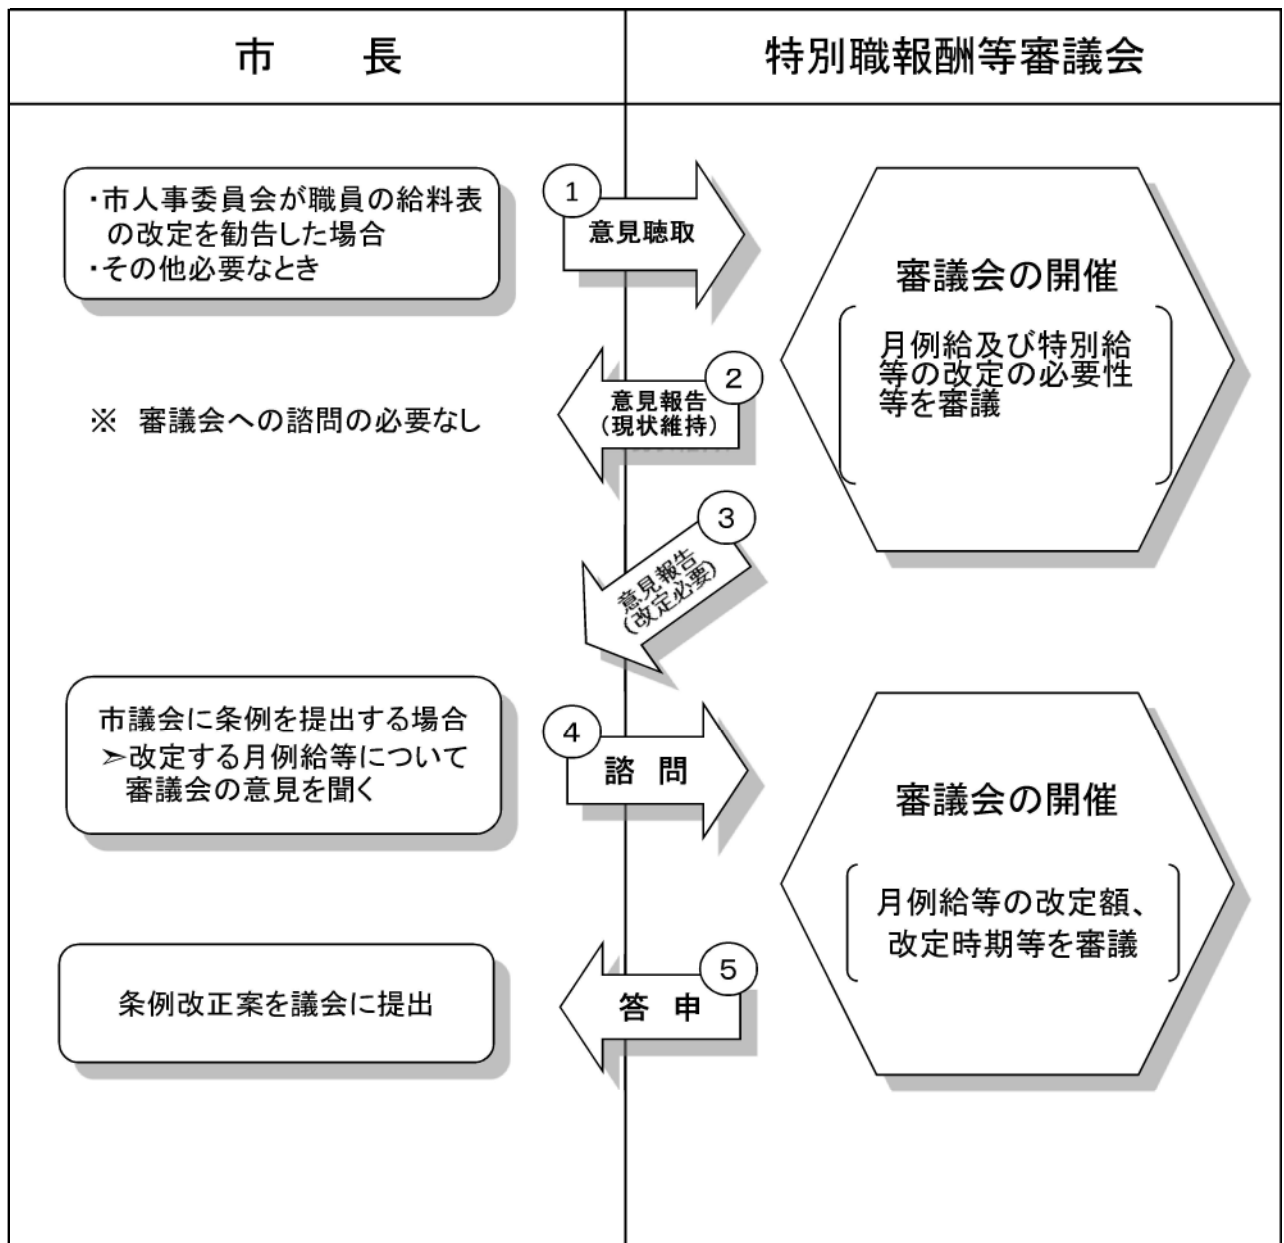 市　　長
特別職報酬等審議会
・市人事委員会が職員の給料表
の改定を勧告した場合
・その他必要なとき
1
意見聴取
審議会の開催
月例給及び特別給
等の改定の必要性
等を審議
2
意見報告
（現状維持）
※　審議会への諮問の必要なし
3
意見報告
（改定必要）
市議会に条例を提出する場合
➣改定する月例給等について
審議会の意見を聞く
4
諮　問
審議会の開催
月例給等の改定額、
改定時期等を審議
5
答　申
条例改正案を議会に提出